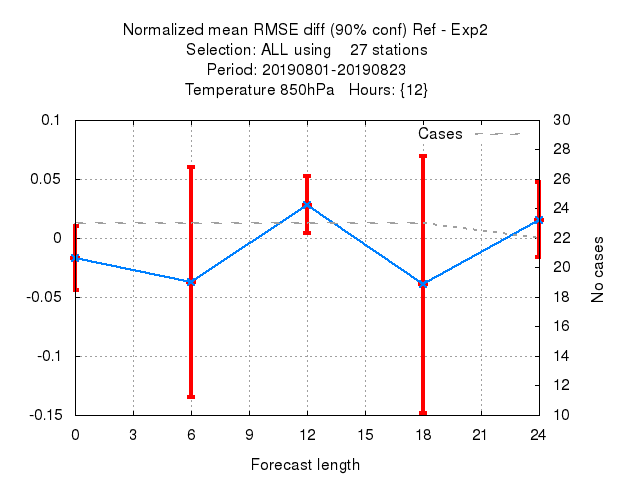 Normalized mean RMSE diff (90% conf) Ref - Exp2
Selection: ALL using    27 stations
Period: 20190801-20190823
Temperature 850hPa   Hours: {12}
Cases
0.1
0.05
0
-0.05
-0.1
-0.15
30
28
26
24
22
20
18
16
14
12
10
No cases
0 3 6 9 12 15 18 21 24
Forecast length